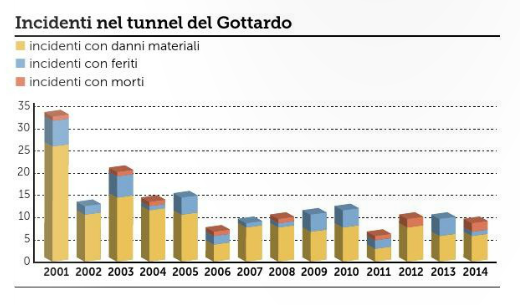 Incidenti nel tunnel del Gottardo
incidenti con danni materiali
incidenti con feriti
incidenti con morti
35
30
25
20
15
10
5
0
2001 2002 2003 2004 2005 2006 2007 2008 2009 2010 2011 2012 2013 2014